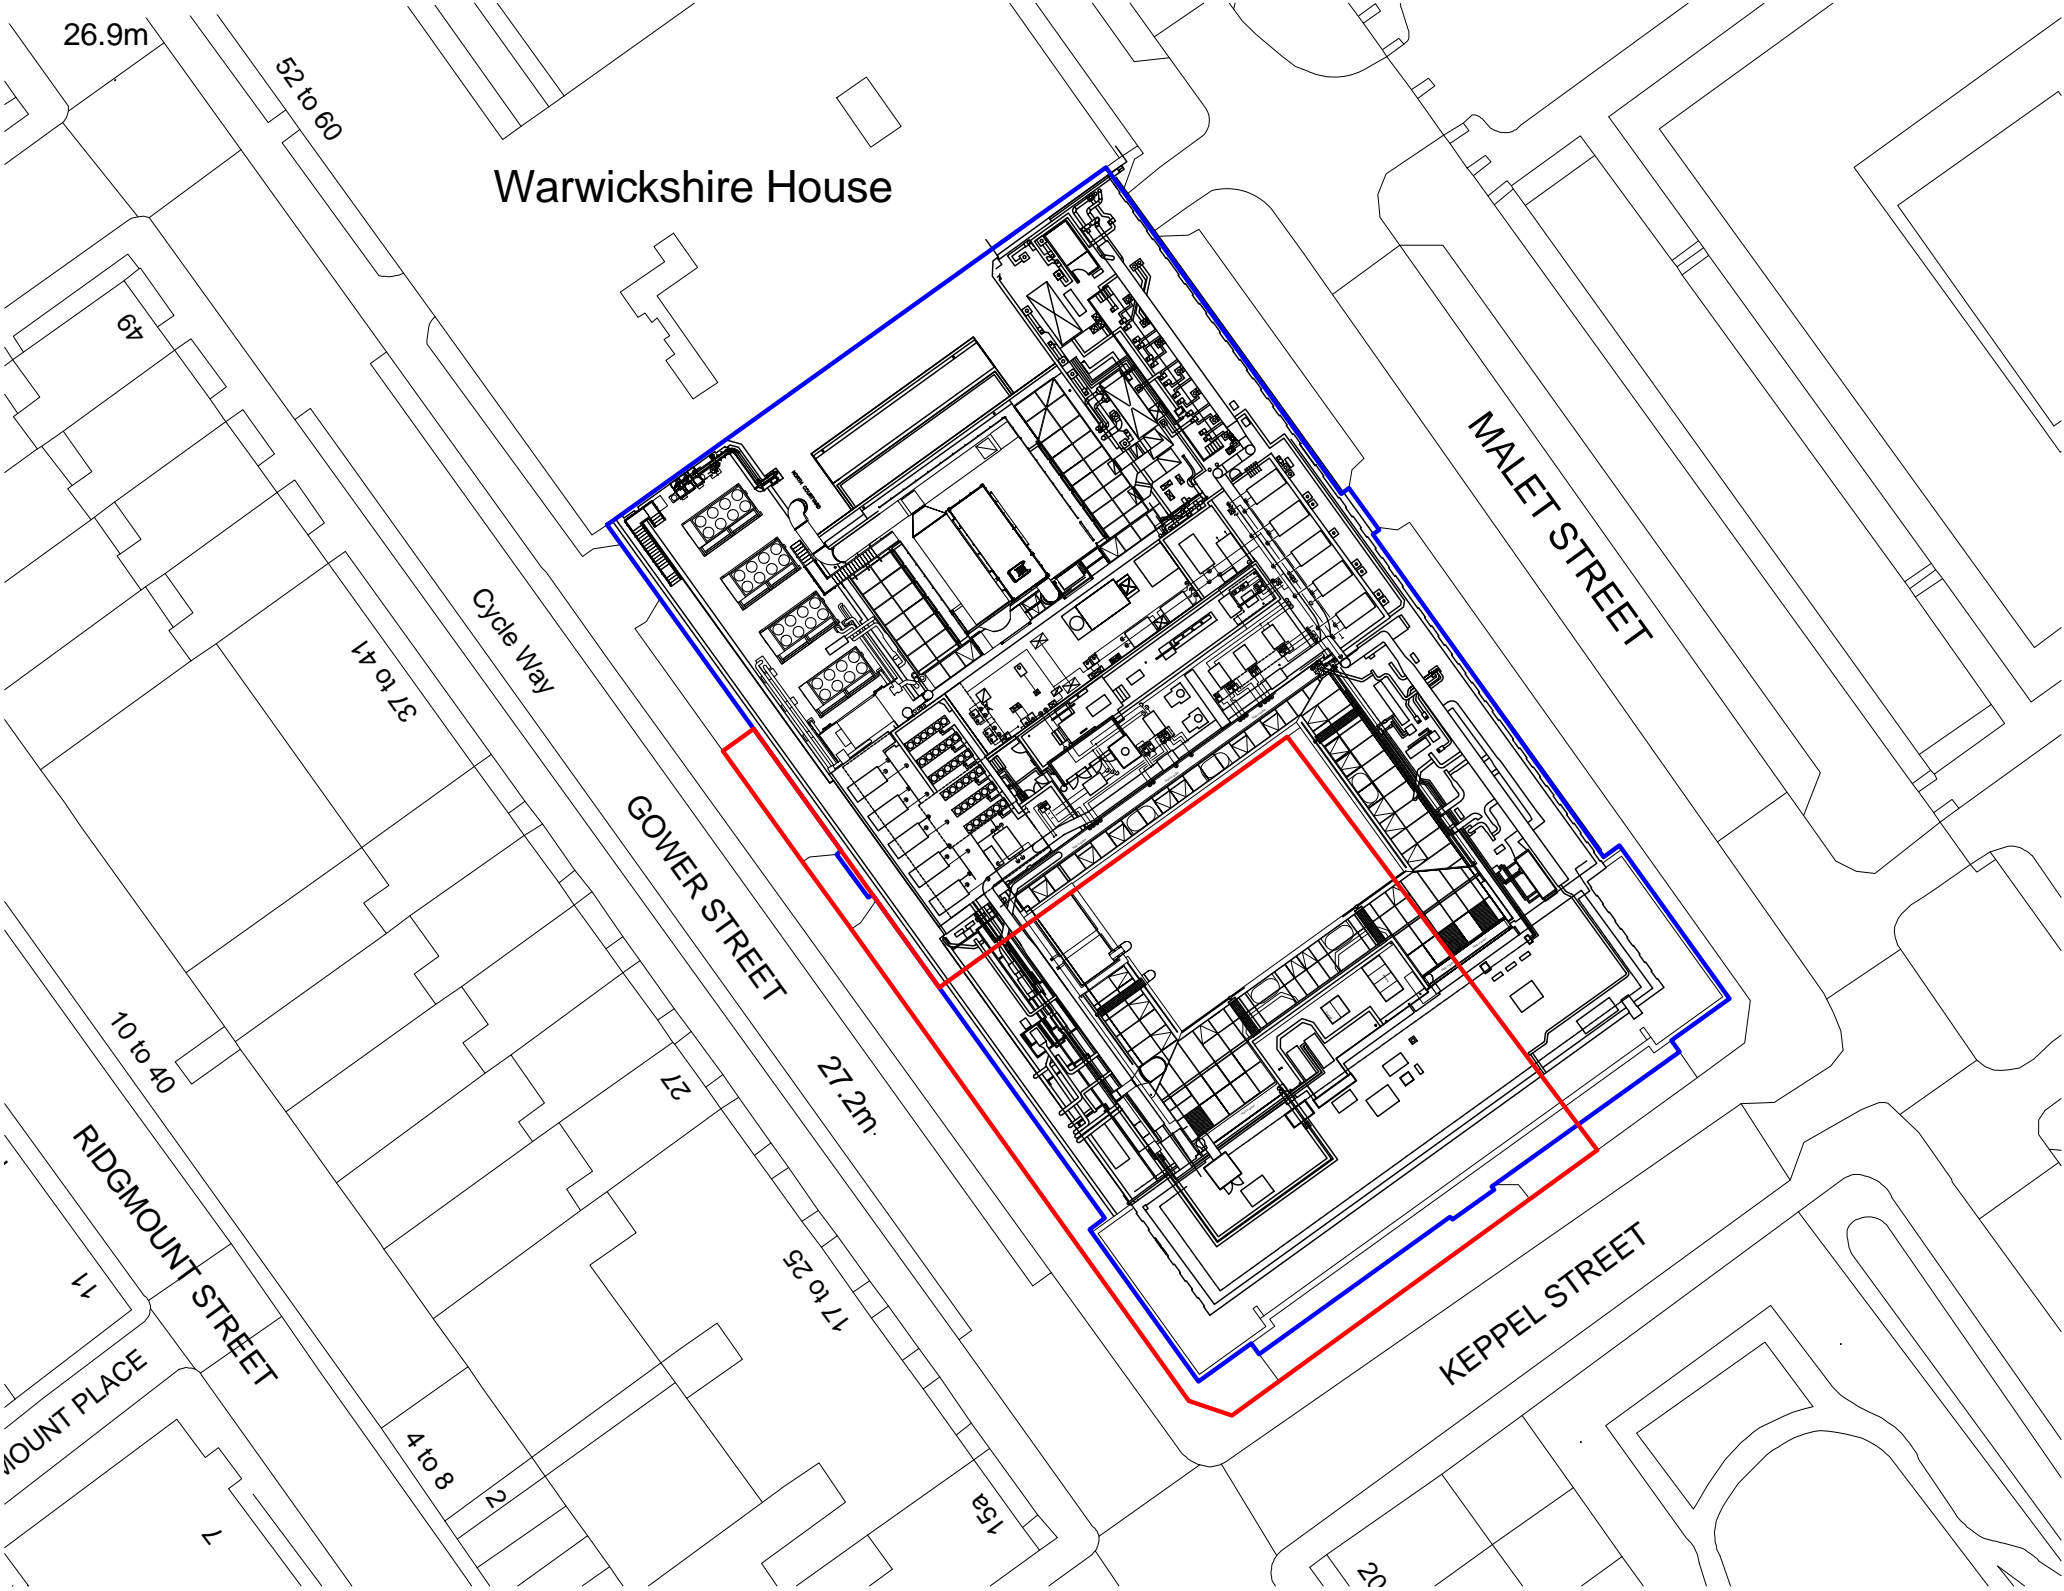 26.9m
52 to 60
Warwickshire House
49
MALET STREET
Cycle Way
37 to 41
GOWER STREET
10 to 40
27
27.2m
RIDGMOUNT STREET
11
17 to 25
KEPPEL STREET
MOUNT PLACE
4 to 8
2
15a
7
20